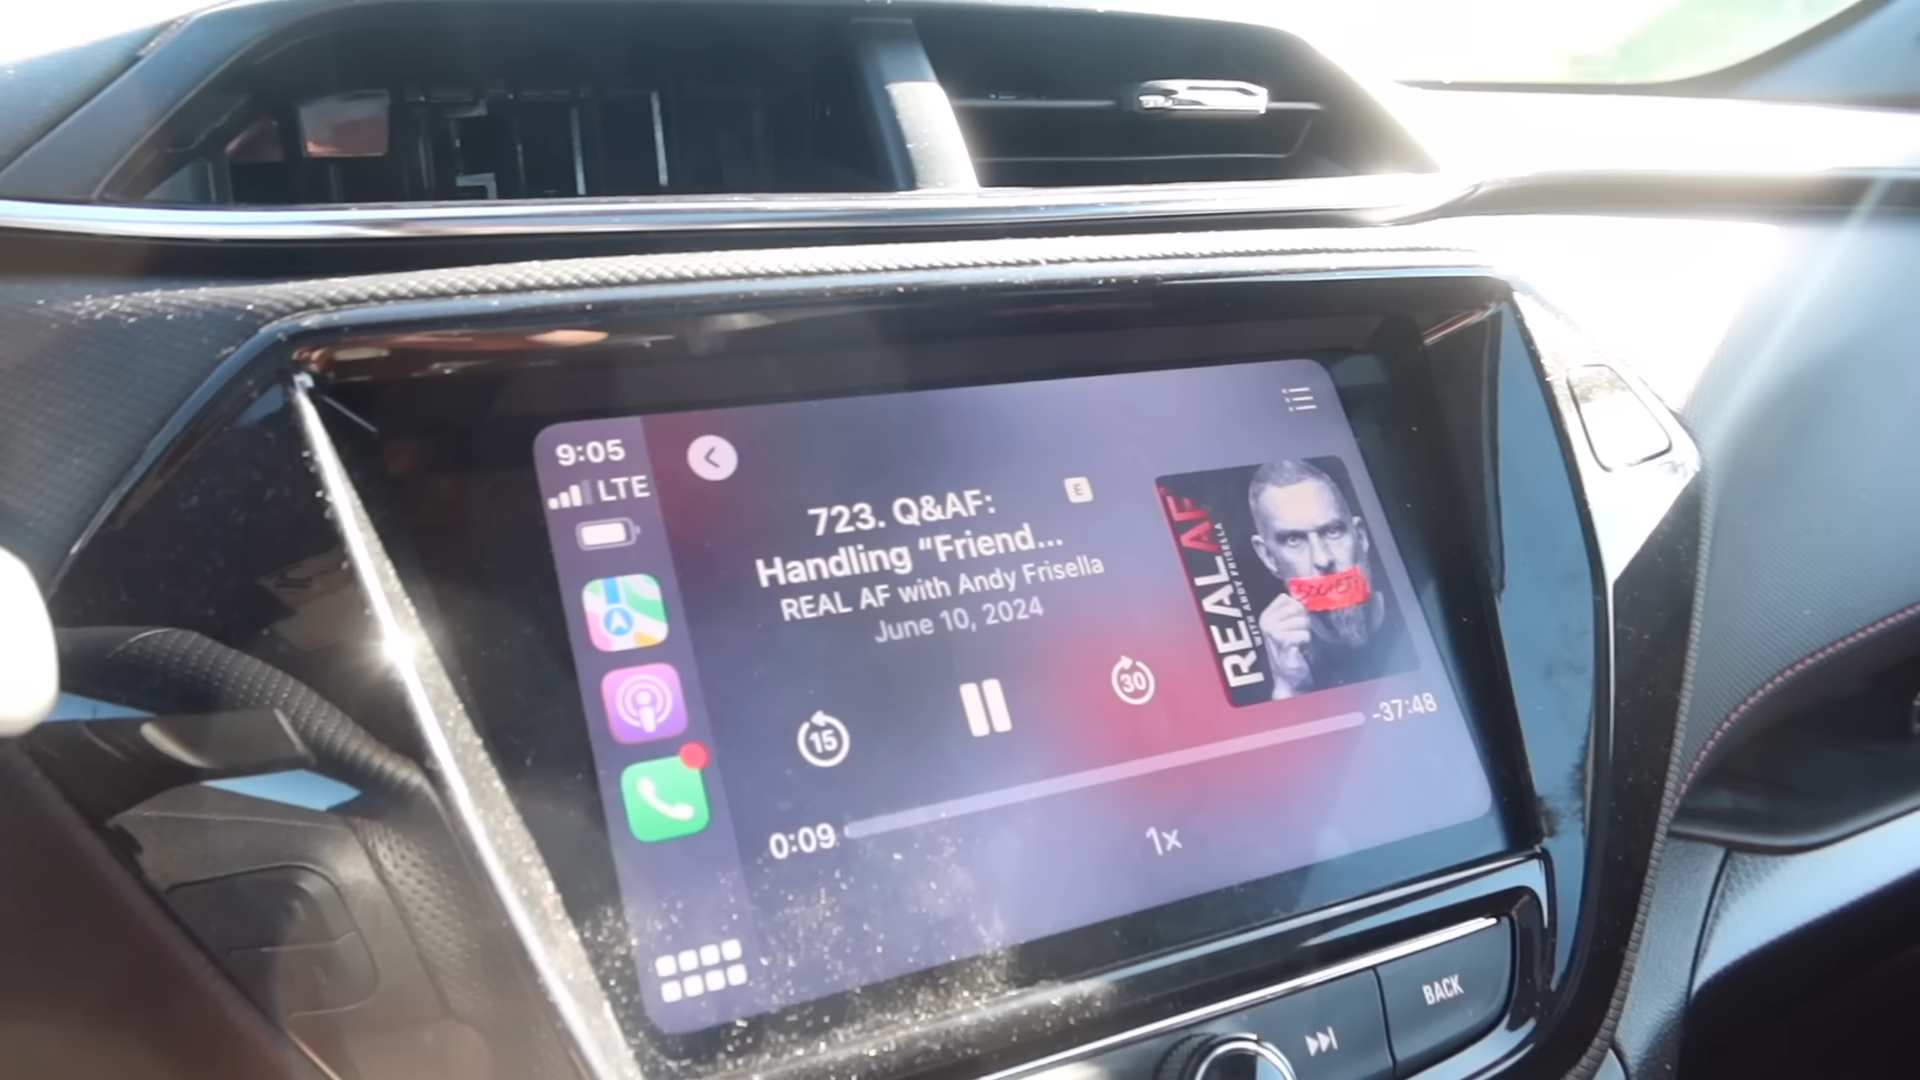 9:05
LTE
723. Q&AF:
E
Handling “Friend...
REAL AF with Andy Frisella
June 10, 2024
REAL AF
WITH ANDY FRISELLA
SOCIETY
15
30
0:09
-37:48
1x
BACK